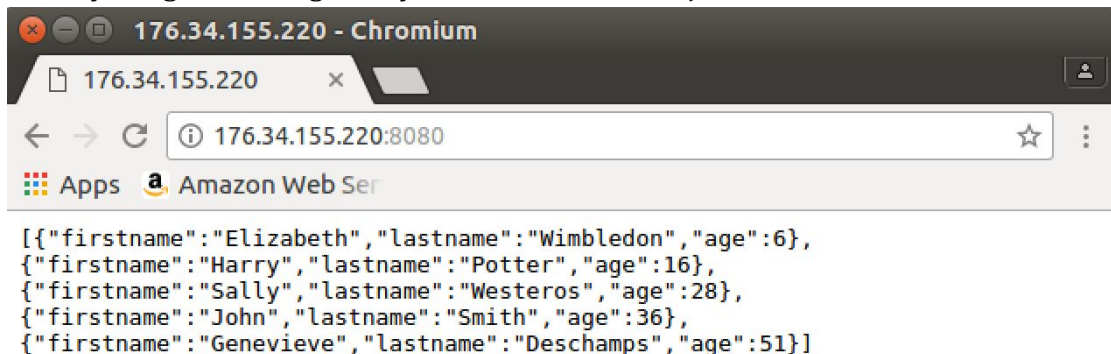 176.34.155.220 - Chromium
176.34.155.220
176.34.155.220:8080
Apps Amazon Web Ser
[{"firstname":"Elizabeth","lastname":"Wimbledon","age":6},
{"firstname":"Harry","lastname":"Potter","age":16},
{"firstname":"Sally","lastname":"Westeros","age":28},
{"firstname":"John","lastname":"Smith","age":36},
{"firstname":"Genevieve","lastname":"Deschamps","age":51}]